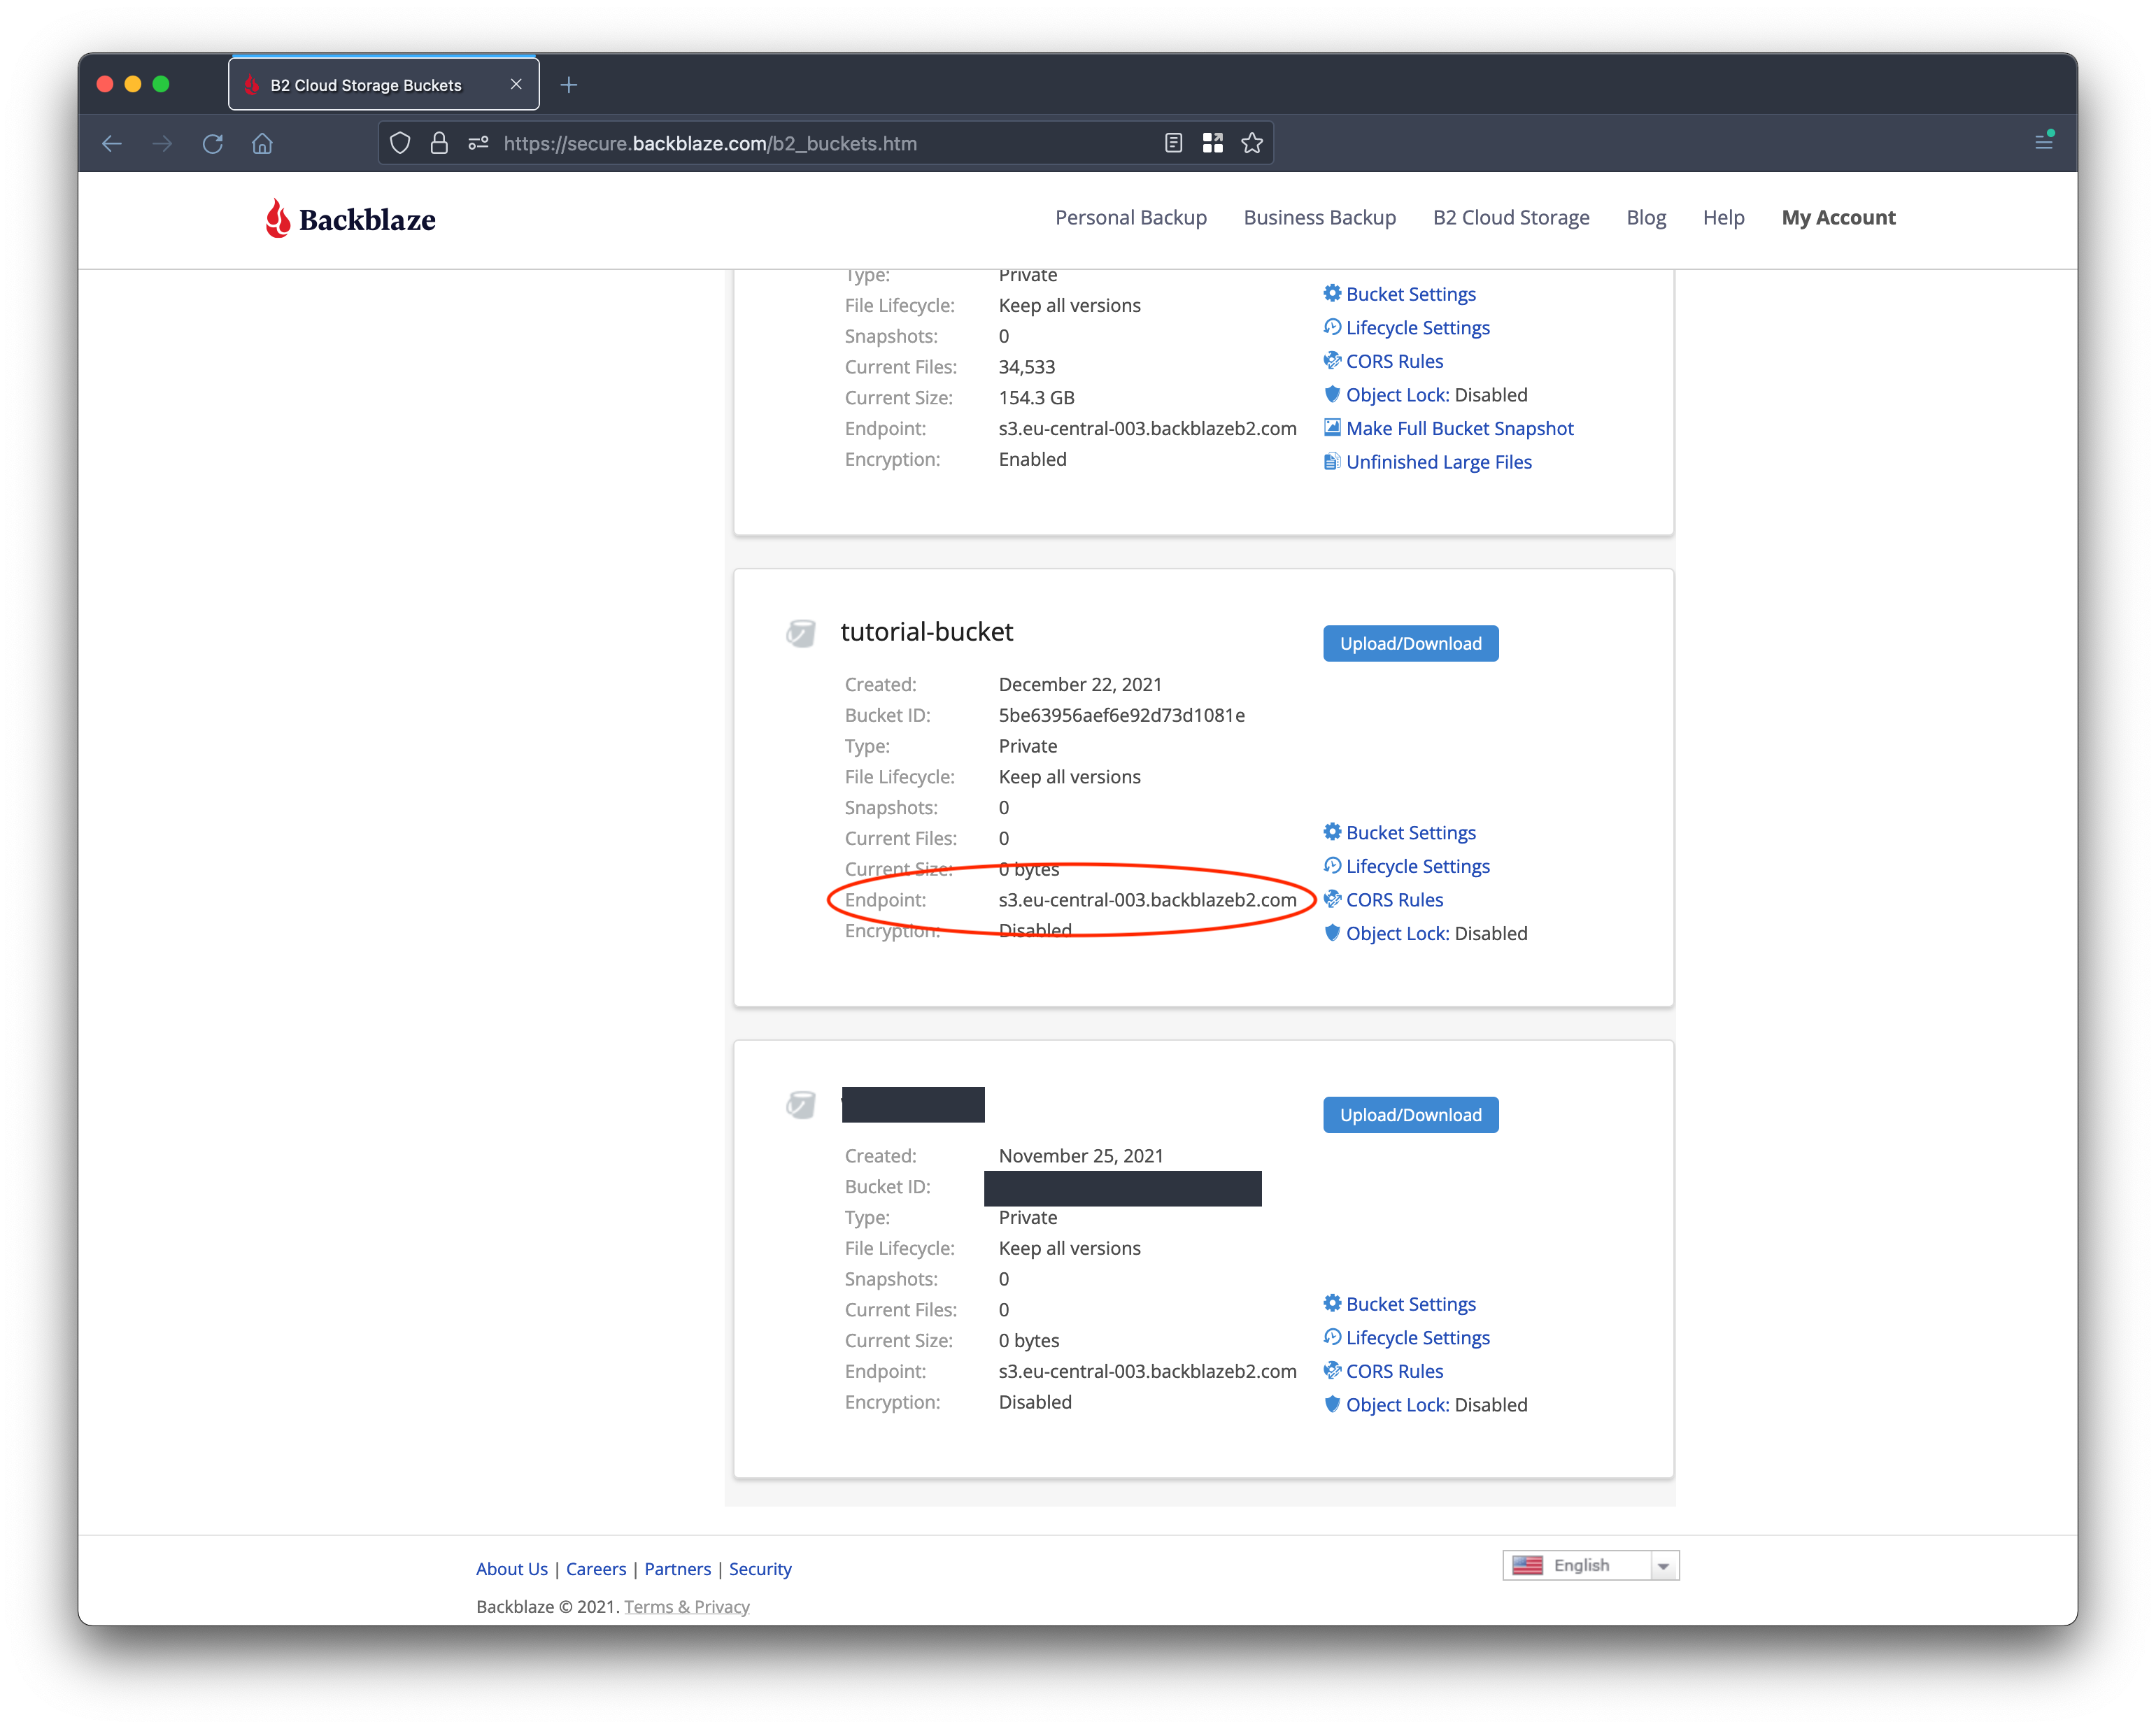 B2 Cloud Storage Buckets
https://secure.backblaze.com/b2_buckets.htm
Backblaze
Personal Backup Business Backup B2 Cloud Storage Blog Help My Account
Type: Private
File Lifecycle: Keep all versions
Snapshots: 0
Current Files: 34,533
Current Size: 154.3 GB
Endpoint: s3.eu-central-003.backblazeb2.com
Encryption: Enabled
Bucket Settings
Lifecycle Settings
CORS Rules
Object Lock: Disabled
Make Full Bucket Snapshot
Unfinished Large Files
tutorial-bucket
Upload/Download
Created: December 22, 2021
Bucket ID: 5be63956aef6e92d73d1081e
Type: Private
File Lifecycle: Keep all versions
Snapshots: 0
Current Files: 0
Current Size: 0 bytes
Endpoint: s3.eu-central-003.backblazeb2.com
Encryption: Disabled
Bucket Settings
Lifecycle Settings
CORS Rules
Object Lock: Disabled
Upload/Download
Created: November 25, 2021
Bucket ID:
Type: Private
File Lifecycle: Keep all versions
Snapshots: 0
Current Files: 0
Current Size: 0 bytes
Endpoint: s3.eu-central-003.backblazeb2.com
Encryption: Disabled
Bucket Settings
Lifecycle Settings
CORS Rules
Object Lock: Disabled
About Us | Careers | Partners | Security
English
Backblaze © 2021. Terms & Privacy